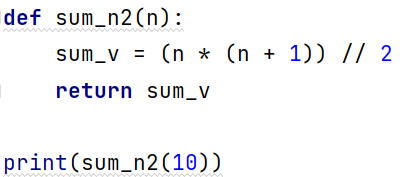 def sum_n2(n):
    sum_v = (n * (n + 1)) // 2
    return sum_v
print(sum_n2(10))